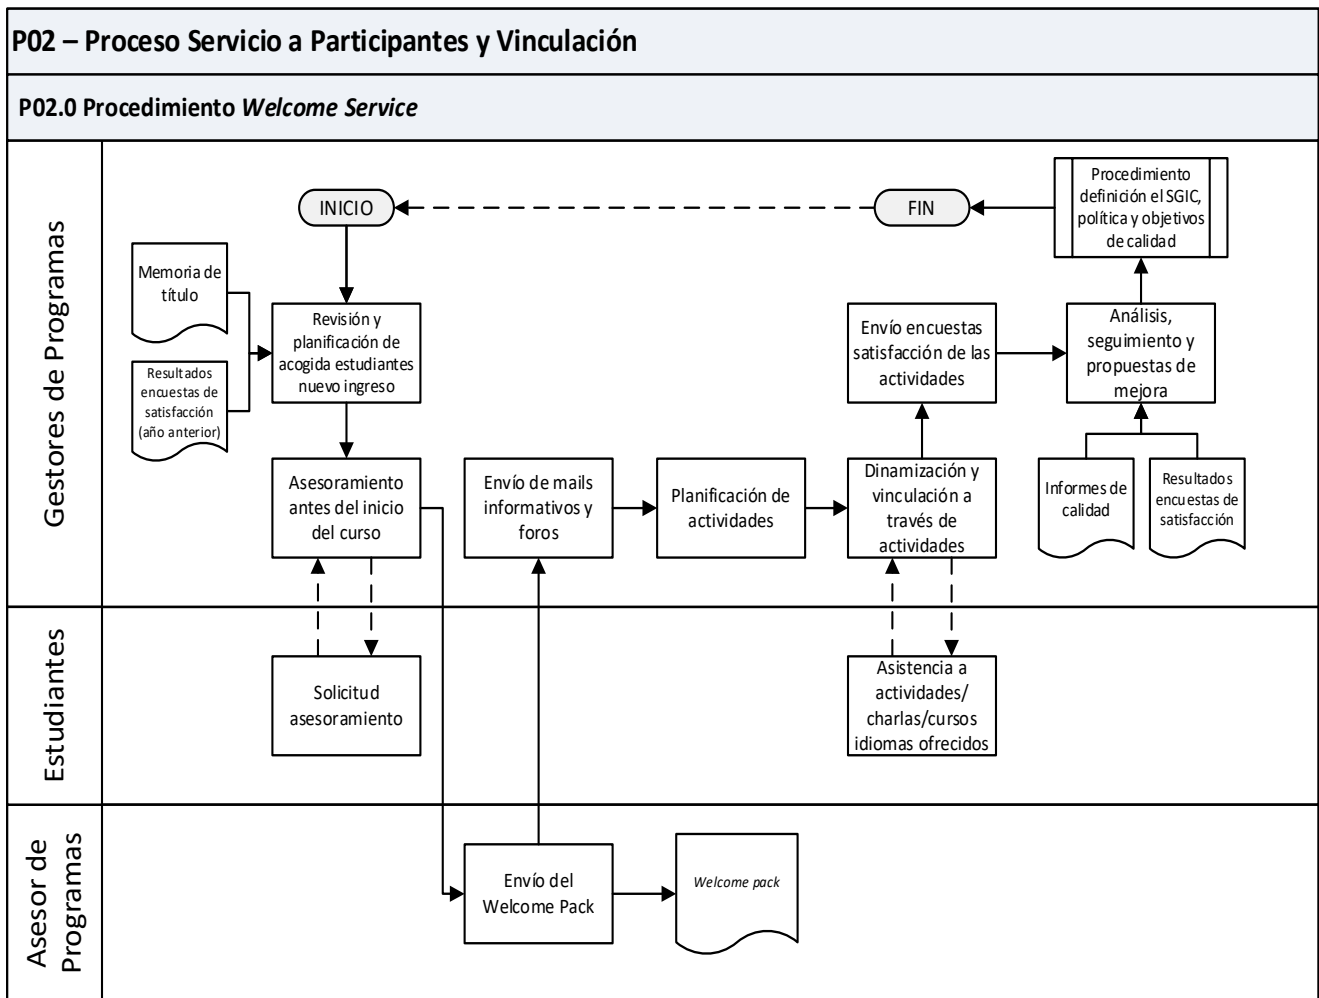 P02 – Proceso Servicio a Participantes y Vinculación
P02.0 Procedimiento Welcome Service
Gestores de Programas
INICIO
FIN
Procedimiento
definición el SGIC,
política y objetivos
de calidad
Memoria de
título
Resultados
encuestas de
satisfacción
(año anterior)
Revisión y
planificación de
acogida estudiantes
nuevo ingreso
Envío encuestas
satisfacción de las
actividades
Análisis,
seguimiento y
propuestas de
mejora
Asesoramiento
antes del inicio
del curso
Envío de mails
informativos y
foros
Planificación de
actividades
Dinamización y
vinculación a
través de
actividades
Informes de
calidad
Resultados
encuestas de
satisfacción
Estudiantes
Solicitud
asesoramiento
Asistencia a
actividades/
charlas/cursos
idiomas ofrecidos
Asesor de
Programas
Envío del
Welcome Pack
Welcome pack